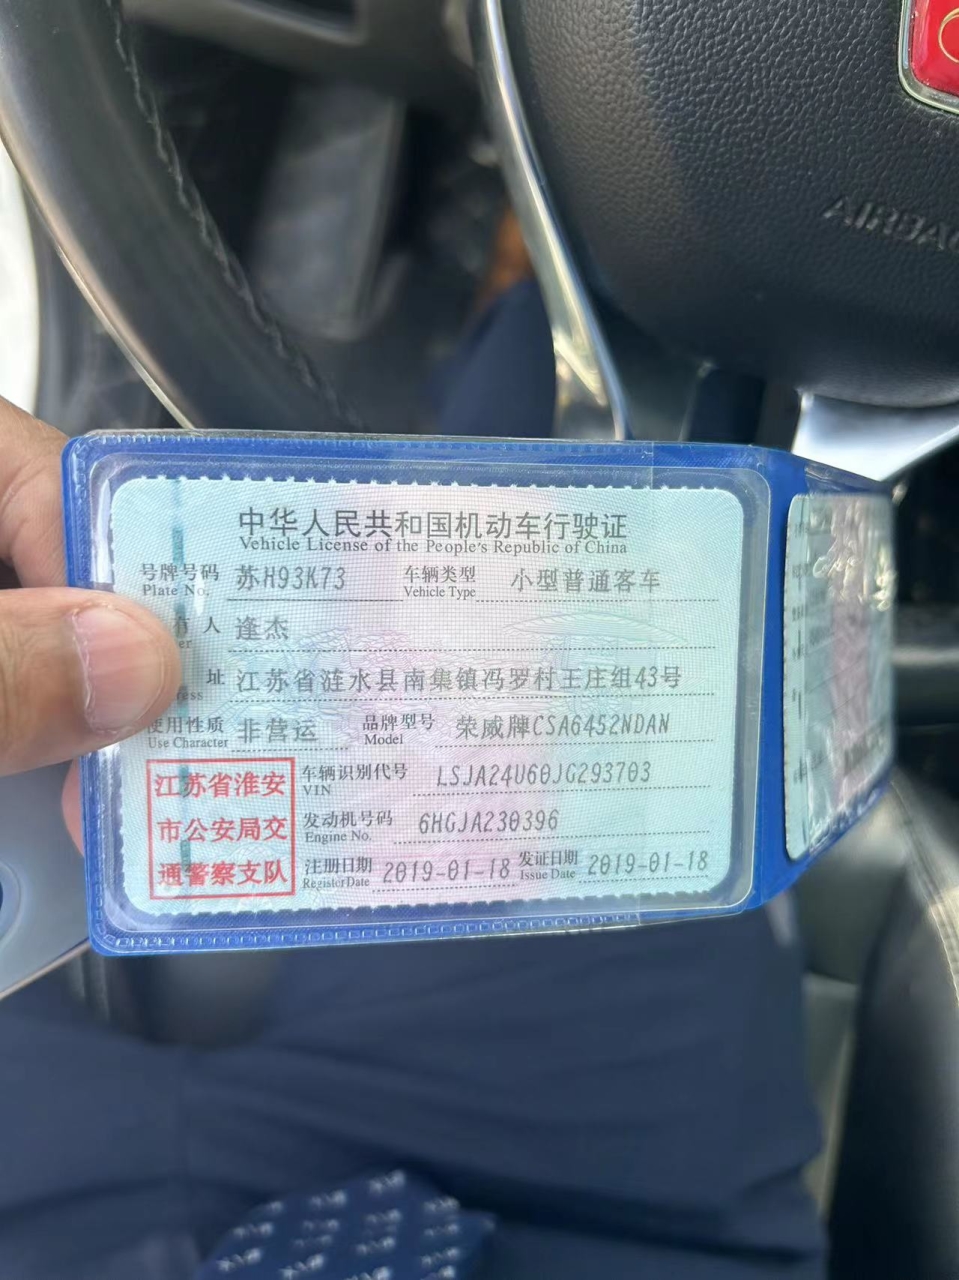 AIRBAG
中华人民共和国机动车行驶证
Vehicle License of the People's Republic of China
号牌号码 苏H93K73 车辆类型 小型普通客车
Plate No. Vehicle Type
人 逄杰
址 江苏省涟水县南集镇冯罗村王庄组43号
使用性质 非营运 品牌型号 荣威牌CSA6452NDAN
Use Character Model
江苏省淮安
市公安局交
通警察支队
车辆识别代号 LSJA24U60JG293703
VIN
发动机号码 6HGJA230396
Engine No.
注册日期 2019-01-18 发证日期 2019-01-18
Register Date Issue Date